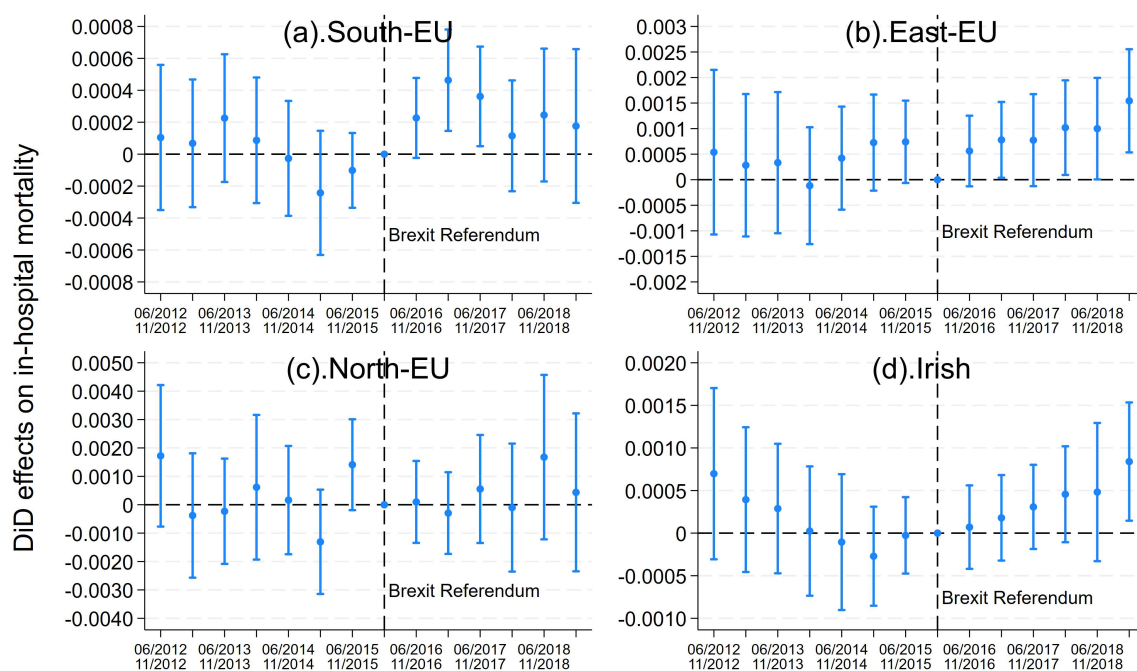 DiD effects on in-hospital mortality
(a).South-EU
0.0008
0.0006
0.0004
0.0002
0
-0.0002
-0.0004
-0.0006
-0.0008
Brexit Referendum
06/2012 06/2013 06/2014 06/2015 06/2016 06/2017 06/2018
11/2012 11/2013 11/2014 11/2015 11/2016 11/2017 11/2018
(b).East-EU
0.003
0.0025
0.002
0.0015
0.001
0.0005
0
-0.0005
-0.001
-0.0015
-0.002
Brexit Referendum
06/2012 06/2013 06/2014 06/2015 06/2016 06/2017 06/2018
11/2012 11/2013 11/2014 11/2015 11/2016 11/2017 11/2018
(c).North-EU
0.0050
0.0040
0.0030
0.0020
0.0010
0
-0.0010
-0.0020
-0.0030
-0.0040
Brexit Referendum
06/2012 06/2013 06/2014 06/2015 06/2016 06/2017 06/2018
11/2012 11/2013 11/2014 11/2015 11/2016 11/2017 11/2018
(d).Irish
0.0020
0.0015
0.0010
0.0005
0
-0.0005
-0.0010
Brexit Referendum
06/2012 06/2013 06/2014 06/2015 06/2016 06/2017 06/2018
11/2012 11/2013 11/2014 11/2015 11/2016 11/2017 11/2018